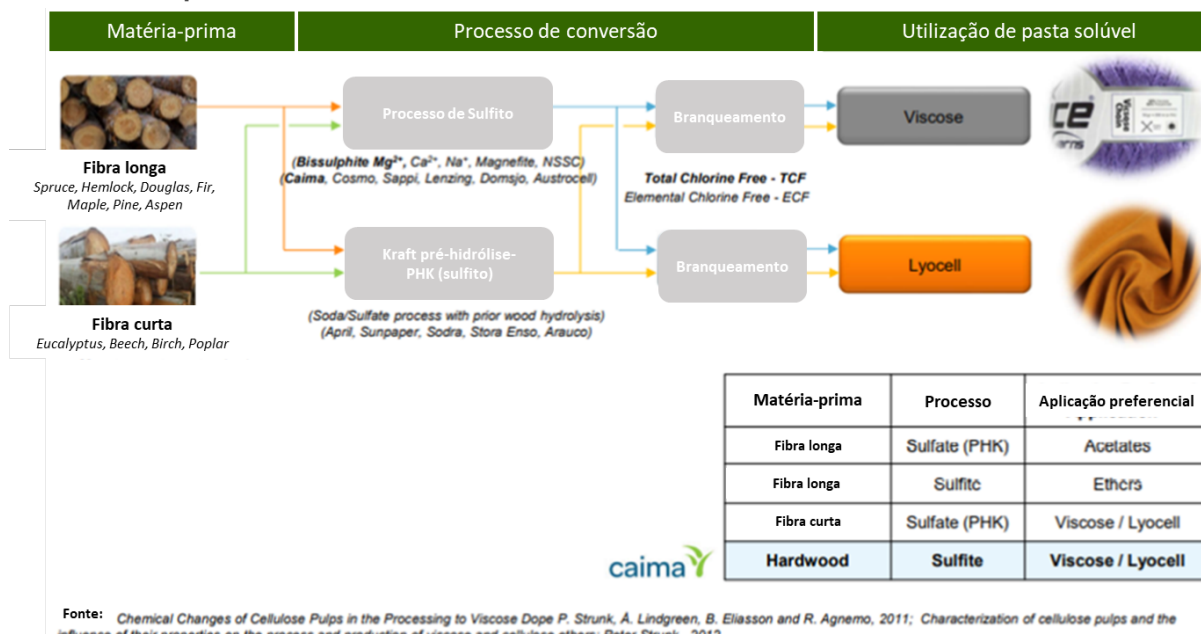 Matéria-prima
Processo de conversão
Utilização de pasta solúvel
Fibra longa
Spruce, Hemlock, Douglas, Fir,
Maple, Pine, Aspen
Fibra curta
Eucalyptus, Beech, Birch, Poplar
Processo de Sulfito
(Bissulphite Mg²⁺, Ca²⁺, Na⁺, Magnefite, NSSC)
(Caima, Cosmo, Sappi, Lenzing, Domsjo, Austrocell)
Kraft pré-hidrólise-
PHK (sulfito)
(Soda/Sulfate process with prior wood hydrolysis)
(April, Sunpaper, Sodra, Stora Enso, Arauco)
Branqueamento
Total Chlorine Free - TCF
Elemental Chlorine Free - ECF
Branqueamento
Viscose
Lyocell
Viscose
Matéria-prima Processo Aplicação preferencial
Fibra longa Sulfate (PHK) Acetates
Fibra longa Sulfite Ethers
Fibra curta Sulfate (PHK) Viscose / Lyocell
Hardwood Sulfite Viscose / Lyocell
caima
Fonte: Chemical Changes of Cellulose Pulps in the Processing to Viscose Dope P. Strunk, Å. Lindgreen, B. Eliasson and R. Agnemo, 2011; Characterization of cellulose pulps and the